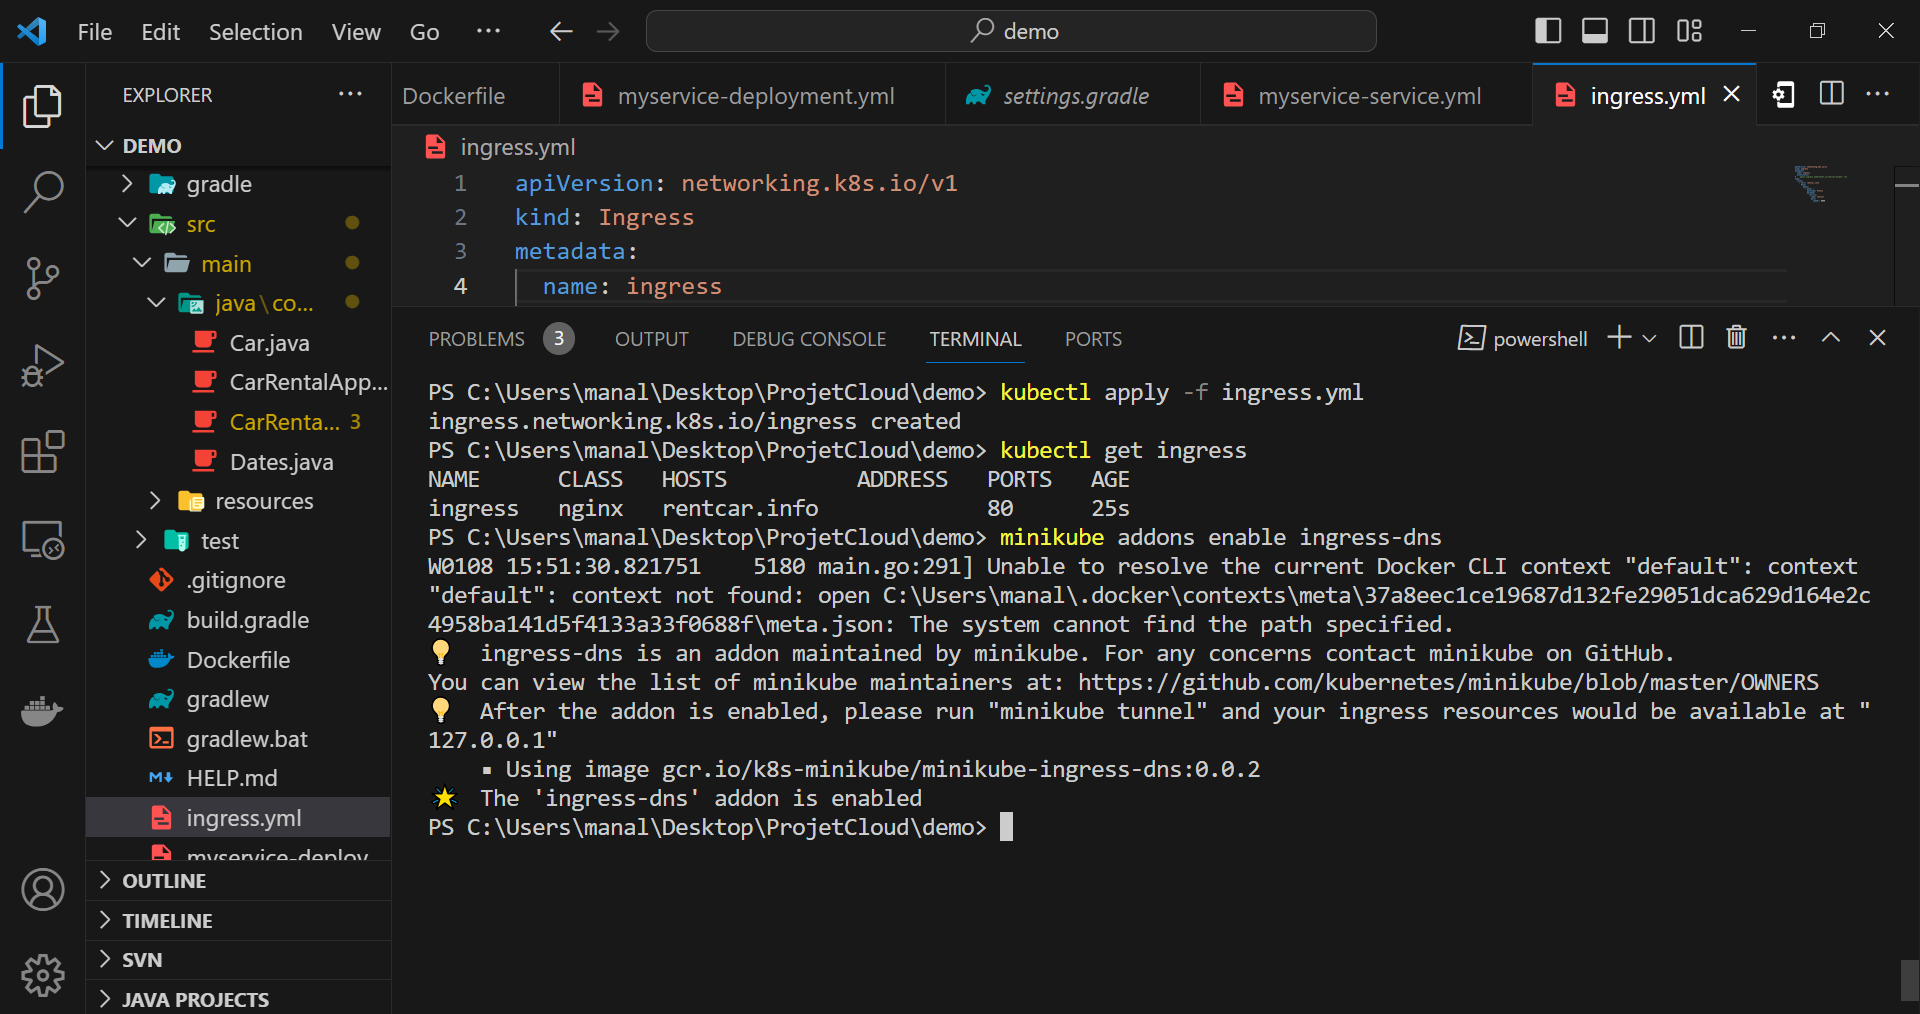 File Edit Selection View Go ··· demo
EXPLORER ···
DEMO
gradle
src
main
java\co...
Car.java
CarRentalApp...
CarRenta... 3
Dates.java
resources
test
.gitignore
build.gradle
Dockerfile
gradlew
gradlew.bat
HELP.md
ingress.yml
myservice-deploy
OUTLINE
TIMELINE
SVN
JAVA PROJECTS
Dockerfile myservice-deployment.yml settings.gradle myservice-service.yml ingress.yml
ingress.yml
1 apiVersion: networking.k8s.io/v1
2 kind: Ingress
3 metadata:
4 name: ingress
PROBLEMS 3 OUTPUT DEBUG CONSOLE TERMINAL PORTS powershell
PS C:\Users\manal\Desktop\ProjetCloud\demo> kubectl apply -f ingress.yml
ingress.networking.k8s.io/ingress created
PS C:\Users\manal\Desktop\ProjetCloud\demo> kubectl get ingress
NAME CLASS HOSTS ADDRESS PORTS AGE
ingress nginx rentcar.info 80 25s
PS C:\Users\manal\Desktop\ProjetCloud\demo> minikube addons enable ingress-dns
W0108 15:51:30.821751 5180 main.go:291] Unable to resolve the current Docker CLI context "default": context
"default": context not found: open C:\Users\manal\.docker\contexts\meta\37a8eec1ce19687d132fe29051dca629d164e2c
4958ba141d5f4133a33f0688f\meta.json: The system cannot find the path specified.
💡 ingress-dns is an addon maintained by minikube. For any concerns contact minikube on GitHub.
You can view the list of minikube maintainers at: https://github.com/kubernetes/minikube/blob/master/OWNERS
💡 After the addon is enabled, please run "minikube tunnel" and your ingress resources would be available at "
127.0.0.1"
▪ Using image gcr.io/k8s-minikube/minikube-ingress-dns:0.0.2
🌟 The 'ingress-dns' addon is enabled
PS C:\Users\manal\Desktop\ProjetCloud\demo>